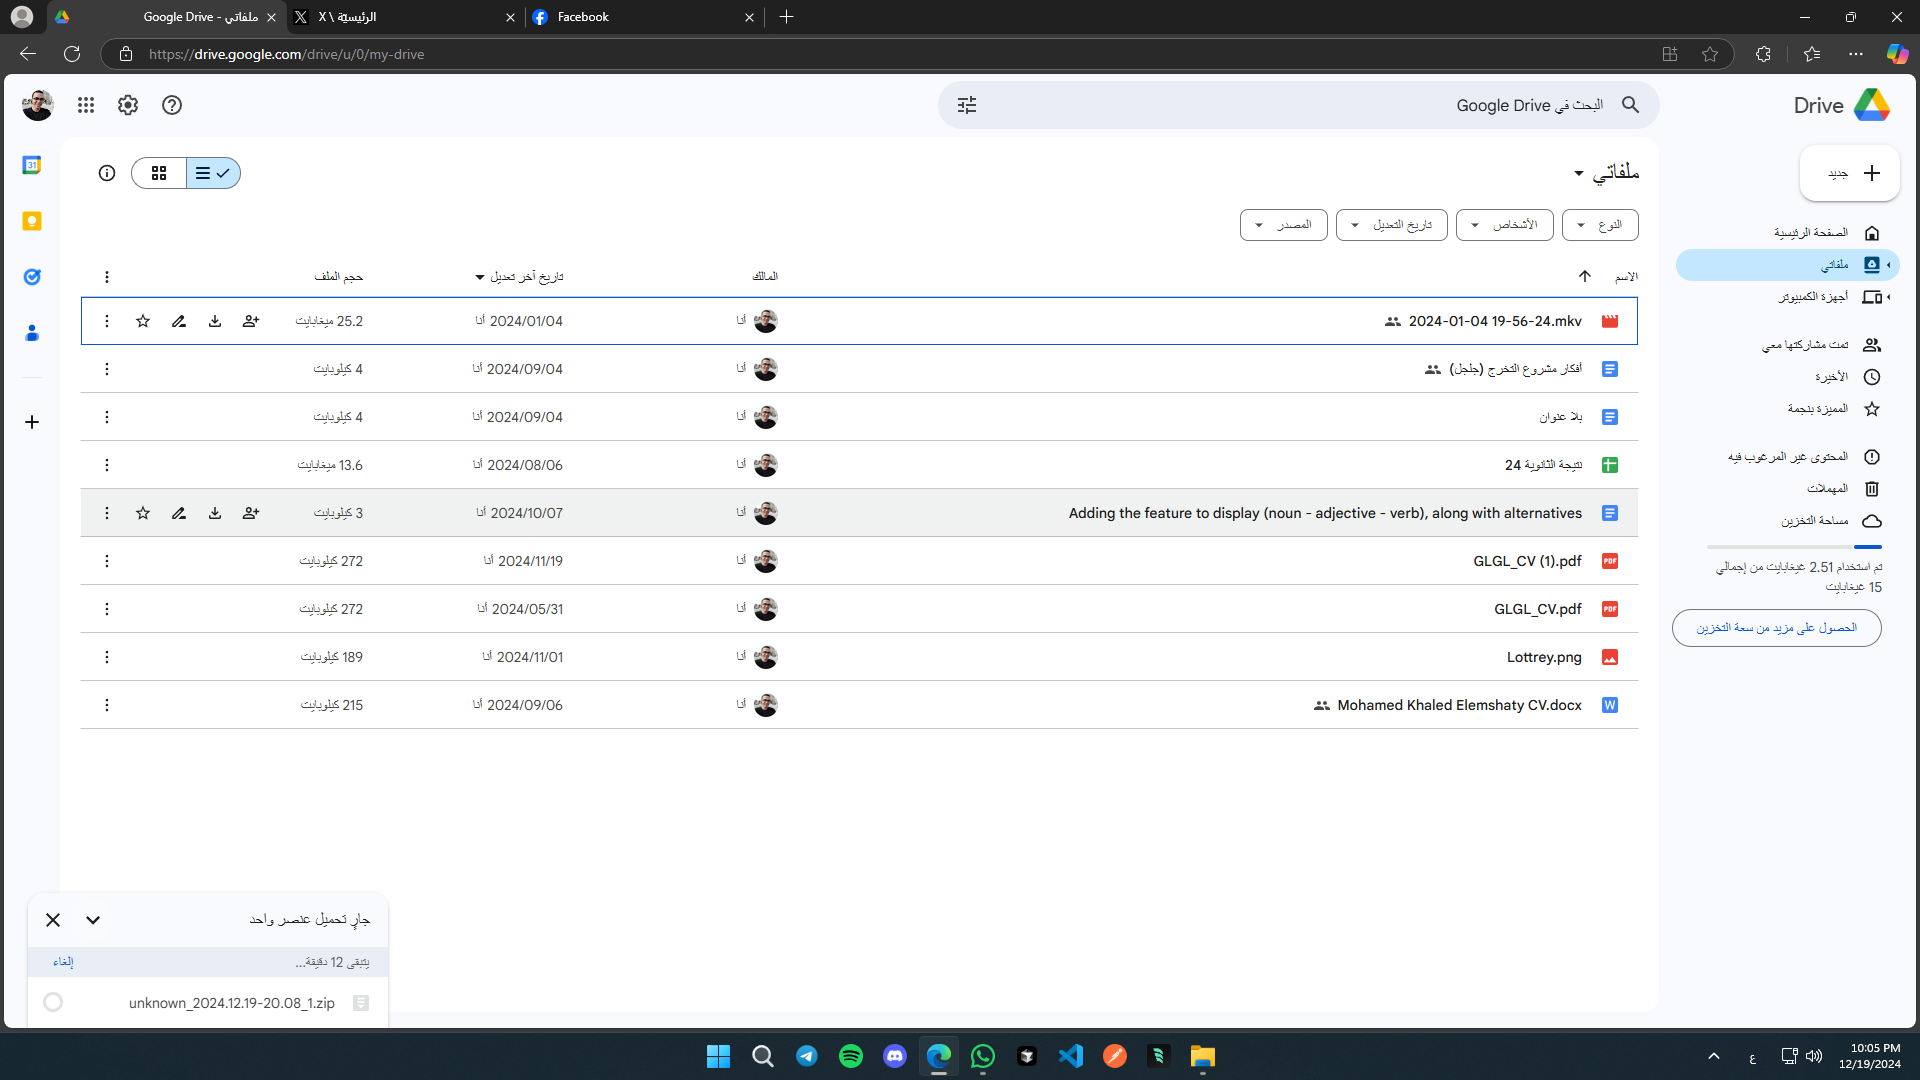 ملفاتي - Google Drive
الرئيسيّة \ X
Facebook
https://drive.google.com/drive/u/0/my-drive
Drive
البحث في Google Drive
جديد
الصفحة الرئيسية
ملفاتي
أجهزة الكمبيوتر
تمت مشاركتها معي
الأخيرة
المميزة بنجمة
المحتوى غير المرغوب فيه
المهملات
مساحة التخزين
تم استخدام 2.51 غيغابايت من إجمالي
15 غيغابايت
الحصول على مزيد من سعة التخزين
ملفاتي
النوع
الأشخاص
تاريخ التعديل
المصدر
الاسم المالك تاريخ آخر تعديل حجم الملف
2024-01-04 19-56-24.mkv أنا 2024/01/04 أنا 25.2 ميغابايت
أفكار مشروع التخرج (جلجل) أنا 2024/09/04 أنا 4 كيلوبايت
بلا عنوان أنا 2024/09/04 أنا 4 كيلوبايت
نتيجة الثانوية 24 أنا 2024/08/06 أنا 13.6 ميغابايت
Adding the feature to display (noun - adjective - verb), along with alternatives أنا 2024/10/07 أنا 3 كيلوبايت
GLGL_CV (1).pdf أنا 2024/11/19 أنا 272 كيلوبايت
GLGL_CV.pdf أنا 2024/05/31 أنا 272 كيلوبايت
Lottrey.png أنا 2024/11/01 أنا 189 كيلوبايت
Mohamed Khaled Elemshaty CV.docx أنا 2024/09/06 أنا 215 كيلوبايت
جارٍ تحميل عنصر واحد
يتبقى 12 دقيقة...
إلغاء
unknown_2024.12.19-20.08_1.zip
ع
10:05 PM
12/19/2024